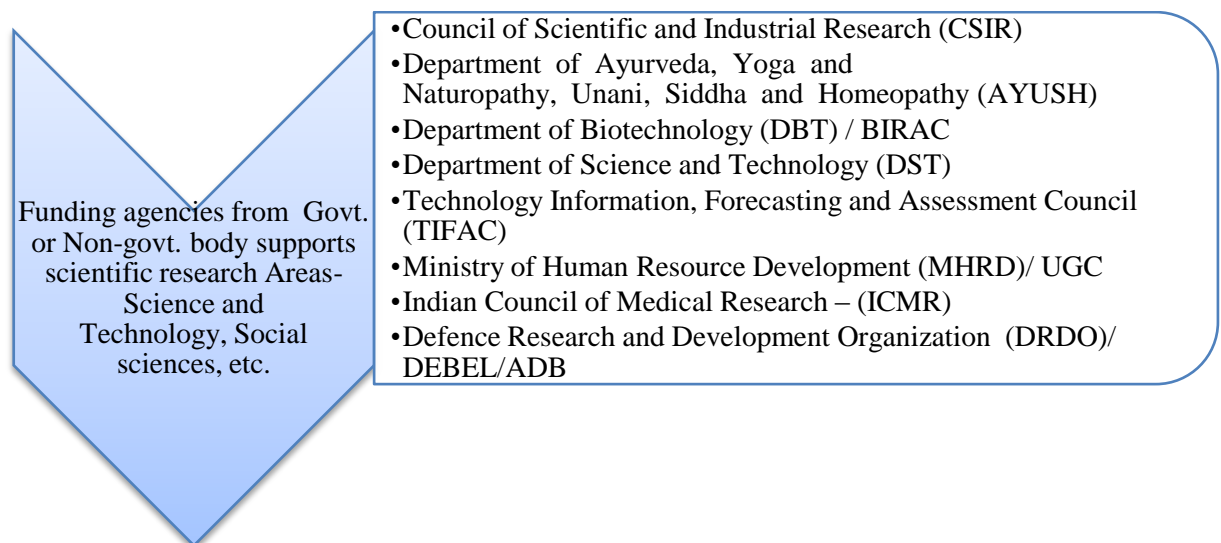 Funding agencies from Govt.
or Non-govt. body supports
scientific research Areas-
Science and
Technology, Social
sciences, etc.
•Council of Scientific and Industrial Research (CSIR)
•Department of Ayurveda, Yoga and
Naturopathy, Unani, Siddha and Homeopathy (AYUSH)
•Department of Biotechnology (DBT) / BIRAC
•Department of Science and Technology (DST)
•Technology Information, Forecasting and Assessment Council
(TIFAC)
•Ministry of Human Resource Development (MHRD)/ UGC
•Indian Council of Medical Research – (ICMR)
•Defence Research and Development Organization (DRDO)/
DEBEL/ADB